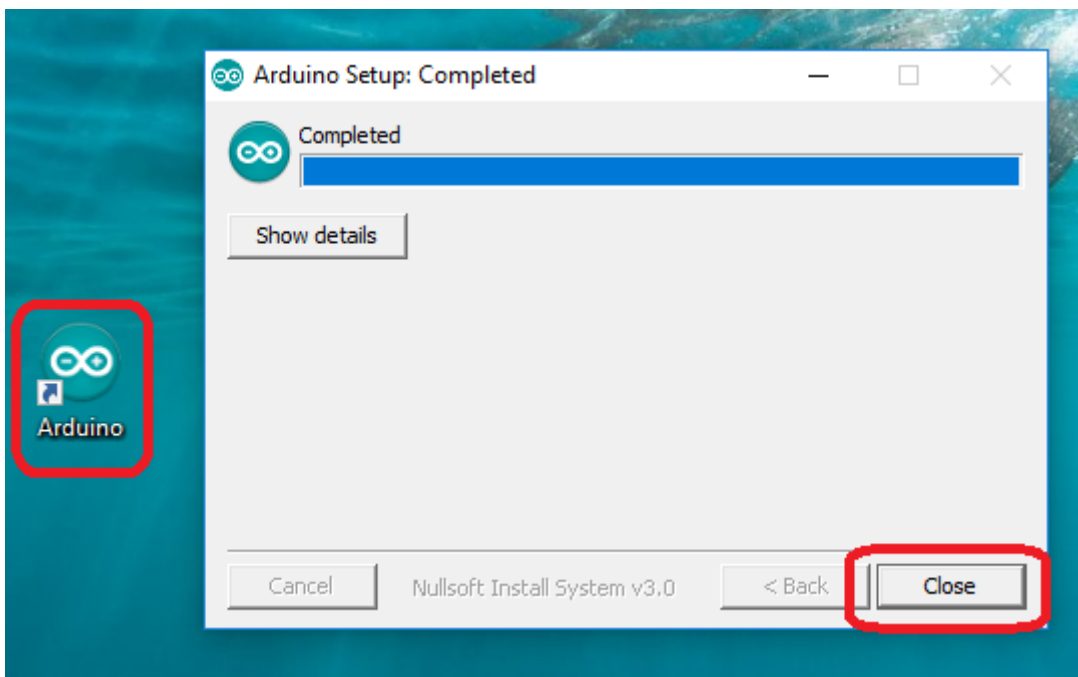 Arduino Setup: Completed
Completed
Show details
Arduino
Cancel
Nullsoft Install System v3.0
< Back
Close